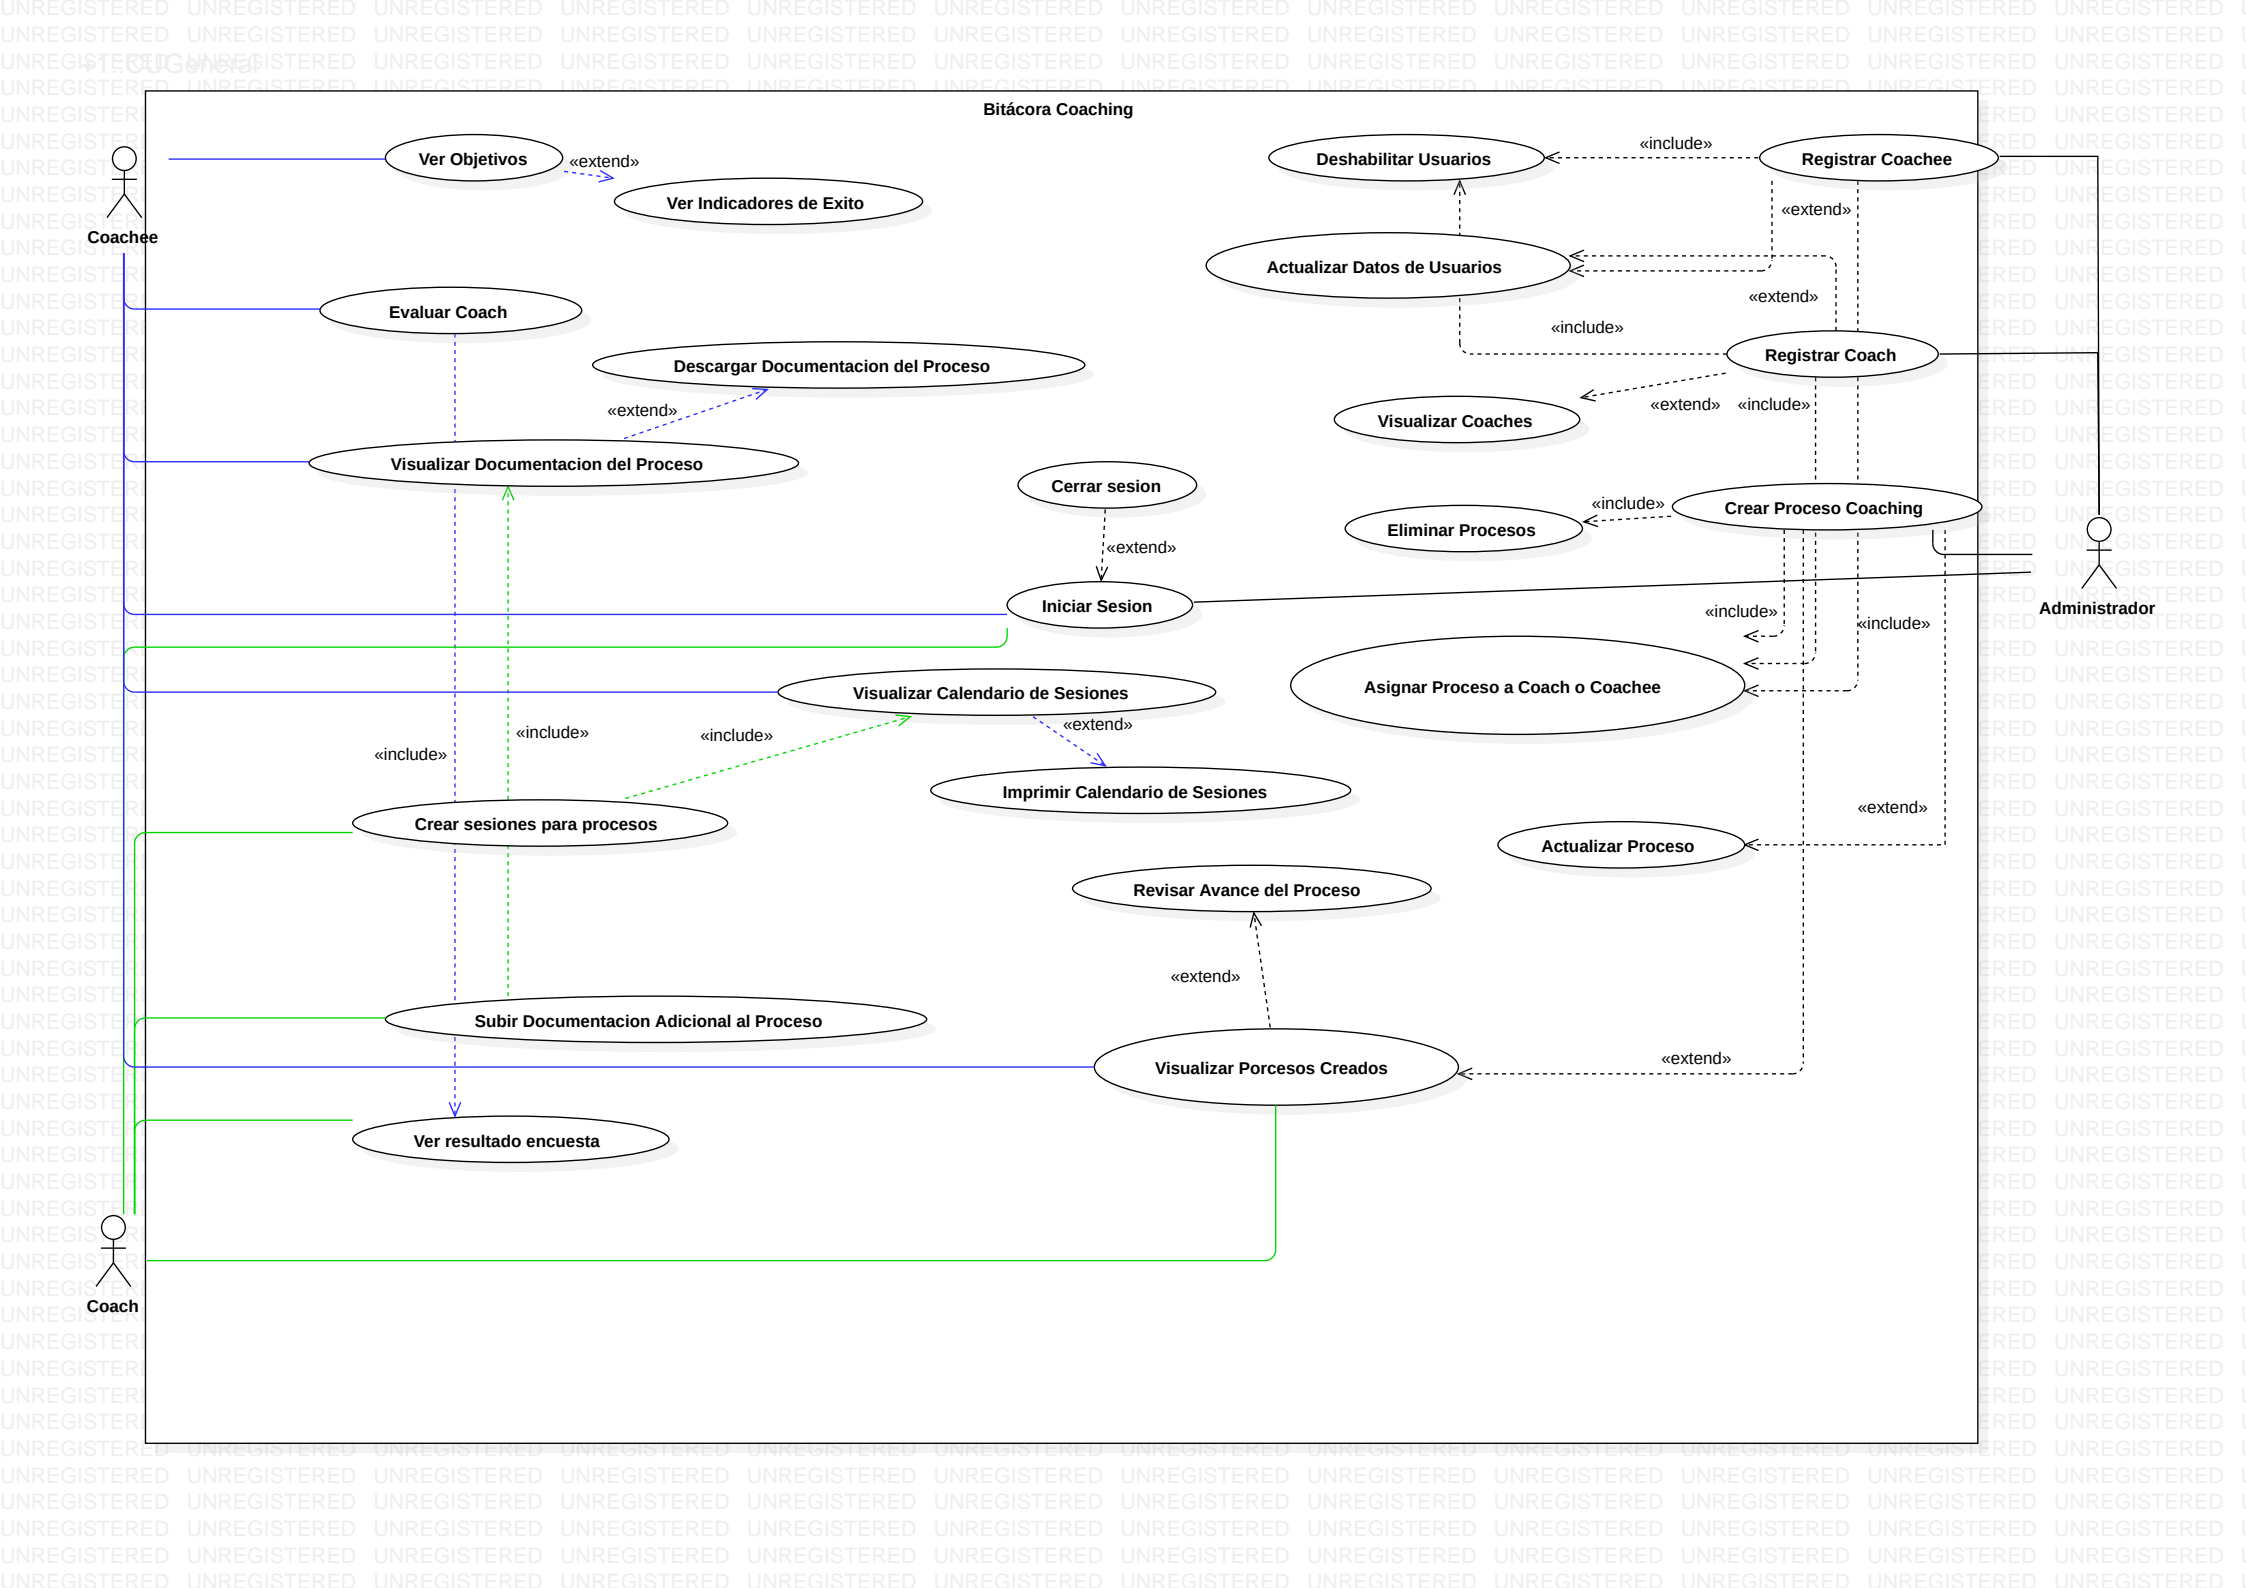 +1..CUGeneral
Bitácora Coaching
Ver Objetivos
«extend»
Ver Indicadores de Exito
Coachee
Deshabilitar Usuarios
«include»
Registrar Coachee
«extend»
Actualizar Datos de Usuarios
«extend»
Evaluar Coach
«include»
Registrar Coach
Descargar Documentacion del Proceso
«extend»
«extend»
«include»
Visualizar Coaches
Visualizar Documentacion del Proceso
Cerrar sesion
«include»
Crear Proceso Coaching
Eliminar Procesos
«extend»
Iniciar Sesion
Administrador
«include»
«include»
Visualizar Calendario de Sesiones
Asignar Proceso a Coach o Coachee
«extend»
«include»
«include»
«include»
Imprimir Calendario de Sesiones
«extend»
Crear sesiones para procesos
Actualizar Proceso
Revisar Avance del Proceso
«extend»
Subir Documentacion Adicional al Proceso
«extend»
Visualizar Porcesos Creados
Ver resultado encuesta
Coach
UNREGISTERED